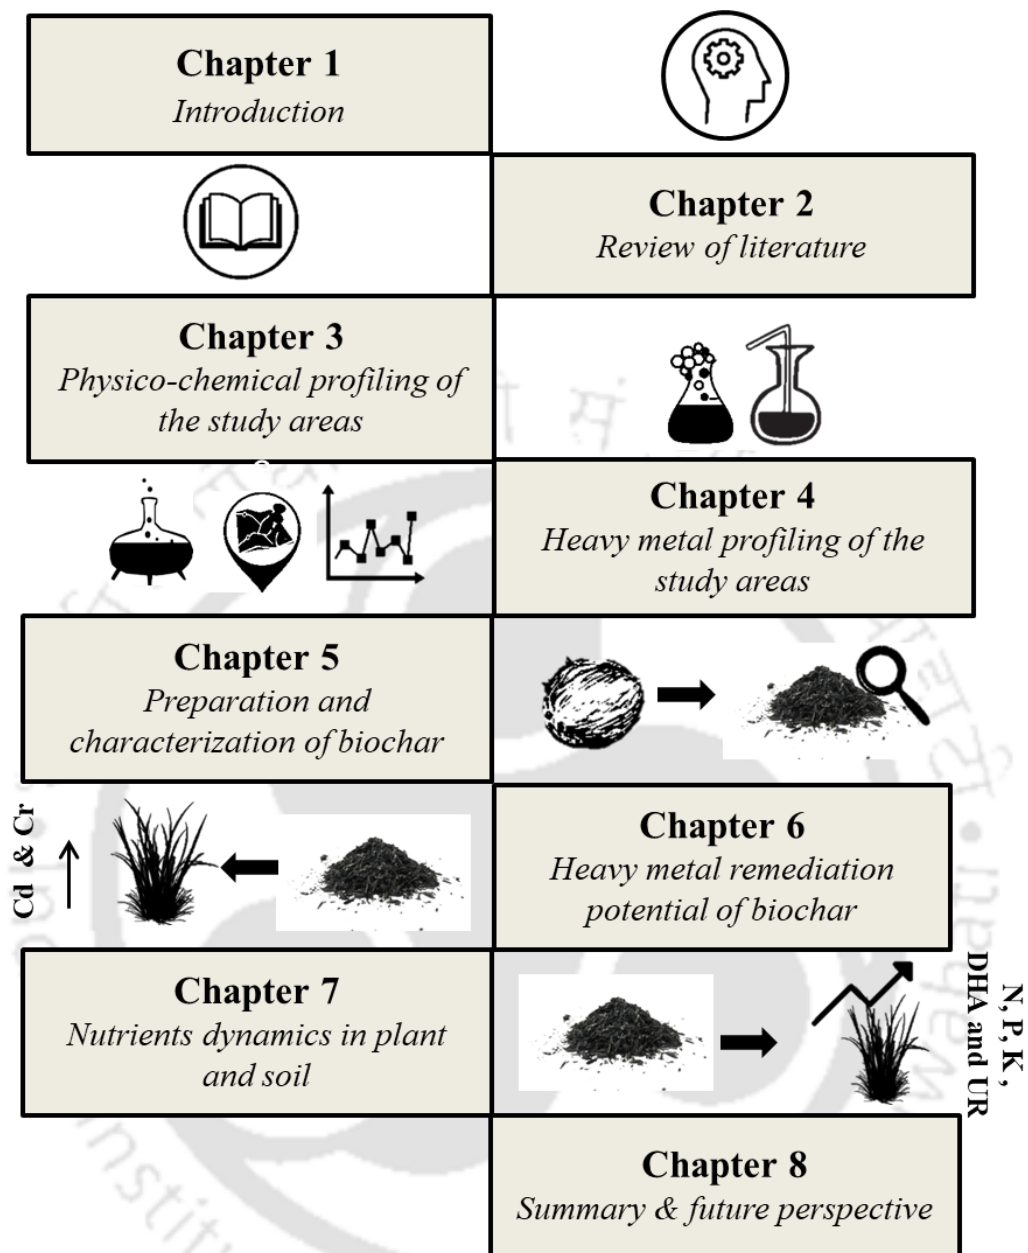 Chapter 1
Introduction
Chapter 2
Review of literature
Chapter 3
Physico-chemical profiling of
the study areas
Chapter 4
Heavy metal profiling of the
study areas
Chapter 5
Preparation and
characterization of biochar
Cd & Cr
Chapter 6
Heavy metal remediation
potential of biochar
Chapter 7
Nutrients dynamics in plant
and soil
N, P, K,
DHA and UR
Chapter 8
Summary & future perspective